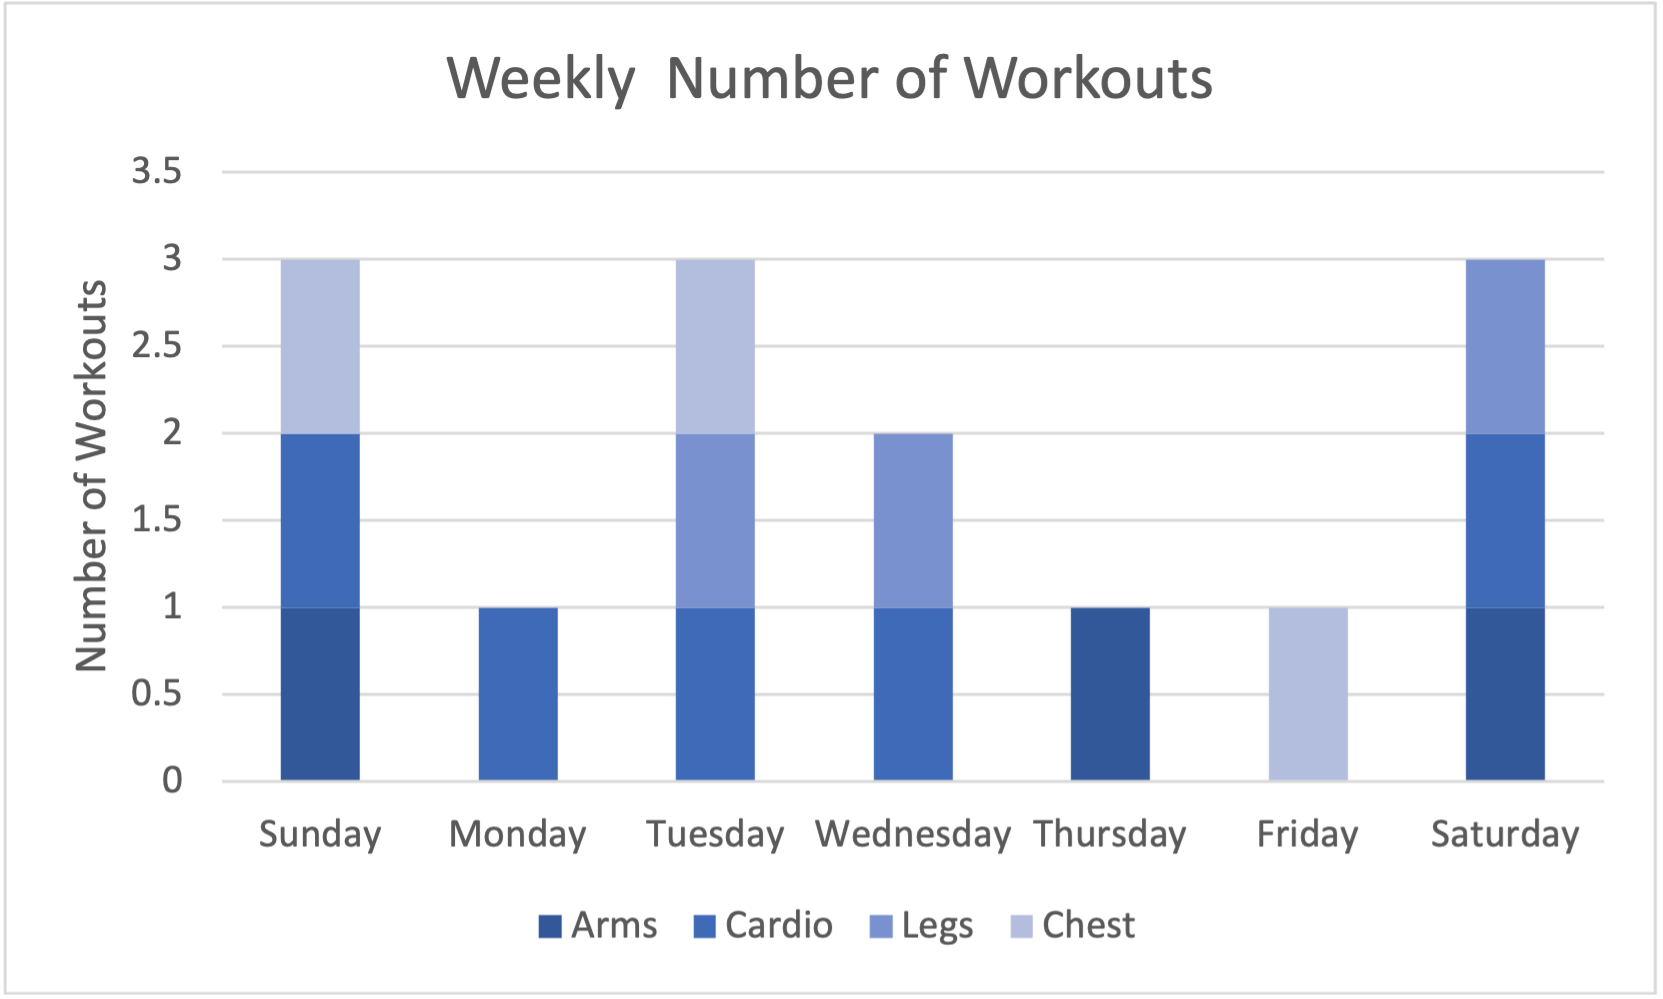 Weekly  Number of Workouts
3.5
3
2.5
2
1.5
1
0.5
0
Number of Workouts
Sunday Monday Tuesday Wednesday Thursday Friday Saturday
Arms Cardio Legs Chest